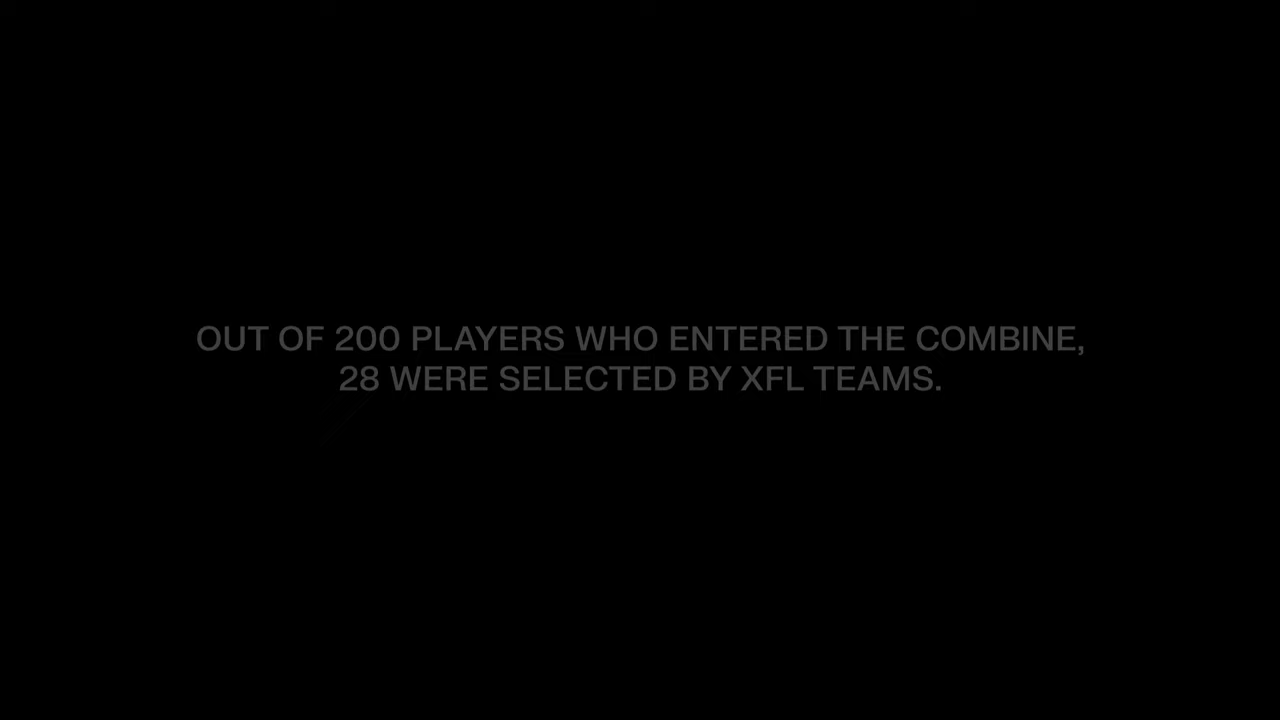 OUT OF 200 PLAYERS WHO ENTERED THE COMBINE,
28 WERE SELECTED BY XFL TEAMS.